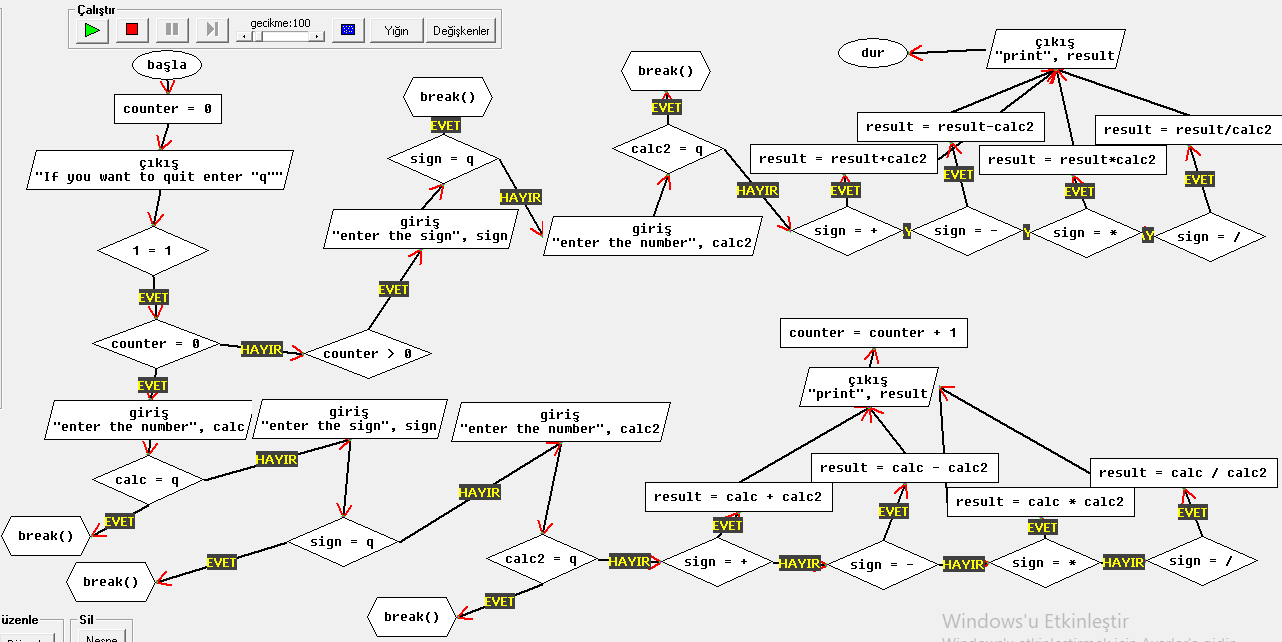 Çalıştır
gecikme:100
Yığın
Değişkenler
başla
counter = 0
çıkış
"If you want to quit enter "q""
1 = 1
EVET
counter = 0
HAYIR
counter > 0
EVET
giriş
"enter the sign", sign
EVET
sign = q
EVET
break()
HAYIR
giriş
"enter the number", calc2
calc2 = q
EVET
break()
HAYIR
sign = +
EVET
result = result+calc2
sign = -
EVET
result = result-calc2
sign = *
EVET
result = result*calc2
sign = /
EVET
result = result/calc2
çıkış
"print", result
dur
giriş
"enter the number", calc
calc = q
EVET
break()
HAYIR
giriş
"enter the sign", sign
sign = q
EVET
break()
HAYIR
giriş
"enter the number", calc2
calc2 = q
EVET
break()
HAYIR
sign = +
EVET
result = calc + calc2
HAYIR
sign = -
EVET
result = calc - calc2
HAYIR
sign = *
EVET
result = calc * calc2
HAYIR
sign = /
EVET
result = calc / calc2
çıkış
"print", result
counter = counter + 1
üzenle
Sil
Nesne
Windows'u Etkinleştir